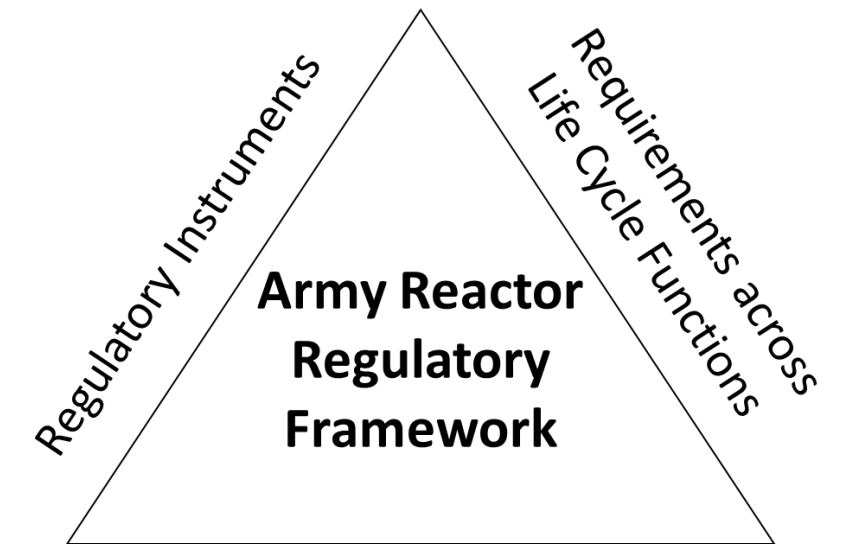 Regulatory Instruments
Requirements across
Life Cycle Functions
Army Reactor
Regulatory
Framework